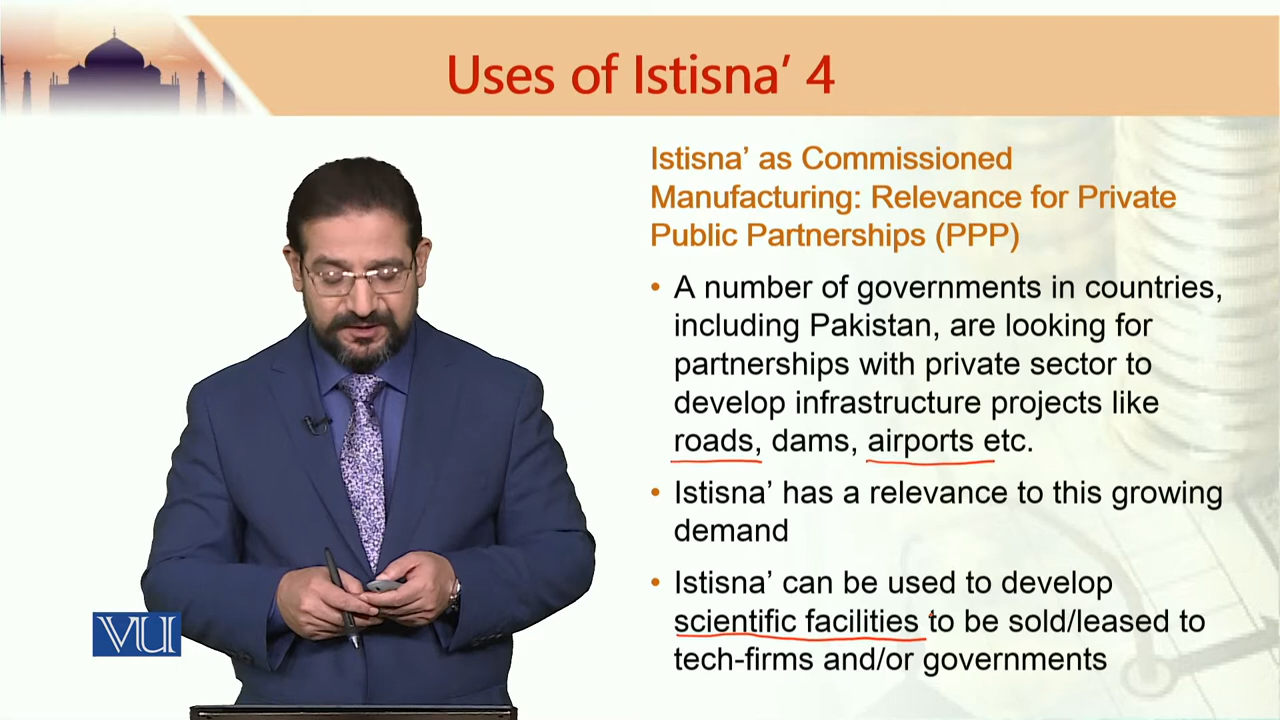 Uses of Istisna’ 4
Istisna’ as Commissioned
Manufacturing: Relevance for Private
Public Partnerships (PPP)
• A number of governments in countries,
including Pakistan, are looking for
partnerships with private sector to
develop infrastructure projects like
roads, dams, airports etc.
• Istisna’ has a relevance to this growing
demand
• Istisna’ can be used to develop
scientific facilities to be sold/leased to
tech-firms and/or governments
VU